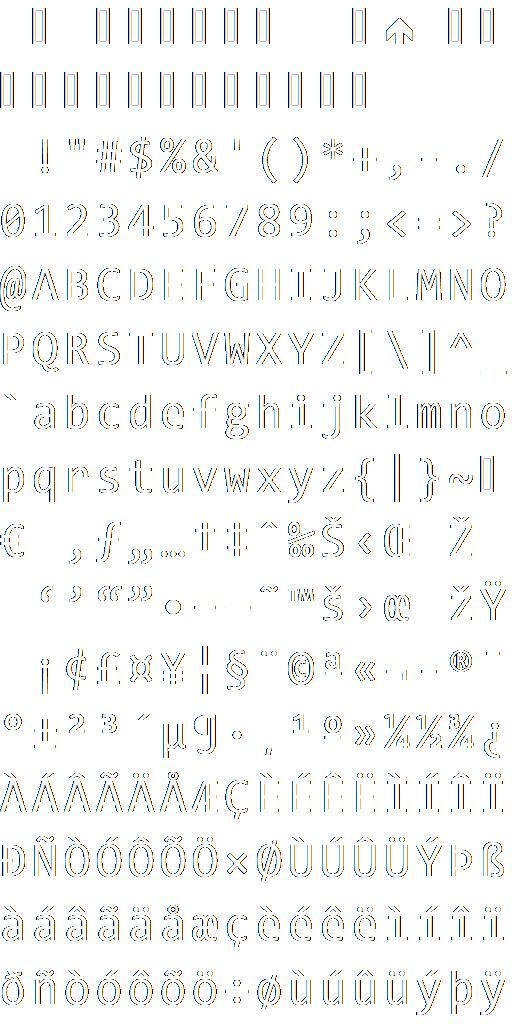 ! " # $ % & ' ( ) * + , - . /
0 1 2 3 4 5 6 7 8 9 : ; < = > ?
@ A B C D E F G H I J K L M N O
P Q R S T U V W X Y Z [ \ ] ^ _
` a b c d e f g h i j k l m n o
p q r s t u v w x y z { | } ~
€ ‚ ƒ „ … † ‡ ˆ ‰ Š ‹ Œ Ž
‘ ’ “ ” • – — ˜ ™ š › œ ž Ÿ
¡ ¢ £ ¤ ¥ ¦ § ¨ © ª « ¬ - ® ¯
° ± ² ³ ´ µ ¶ · ¸ ¹ º » ¼ ½ ¾ ¿
À Á Â Ã Ä Å Æ Ç È É Ê Ë Ì Í Î Ï
Ð Ñ Ò Ó Ô Õ Ö × Ø Ù Ú Û Ü Ý Þ ß
à á â ã ä å æ ç è é ê ë ì í î ï
ð ñ ò ó ô õ ö ÷ ø ù ú û ü ý þ ÿ